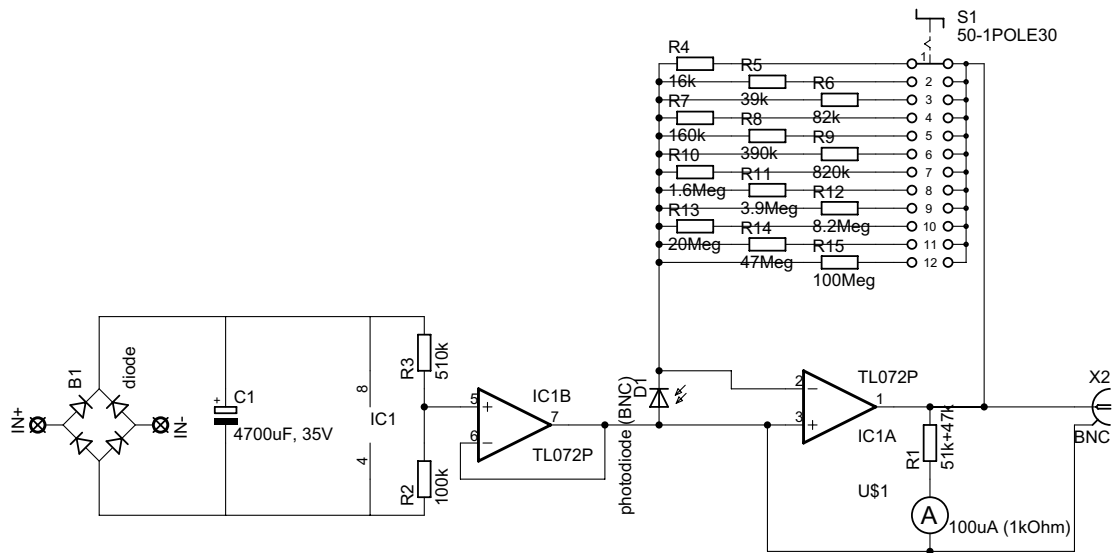 S1
50-1POLE30
R4
16k
R5
39k
R6
82k
R7
160k
R8
390k
R9
820k
R10
1.6Meg
R11
3.9Meg
R12
8.2Meg
R13
20Meg
R14
47Meg
R15
100Meg
1
2
3
4
5
6
7
8
9
10
11
12
IN+
B1
diode
IN-
+
C1
4700uF, 35V
8
IC1
4
R3
510k
R2
100k
5
6
7
IC1B
TL072P
photodiode (BNC)
D1
2
3
1
TL072P
IC1A
R1
51k+47k
U$1
A
100uA (1kOhm)
X2
BNC